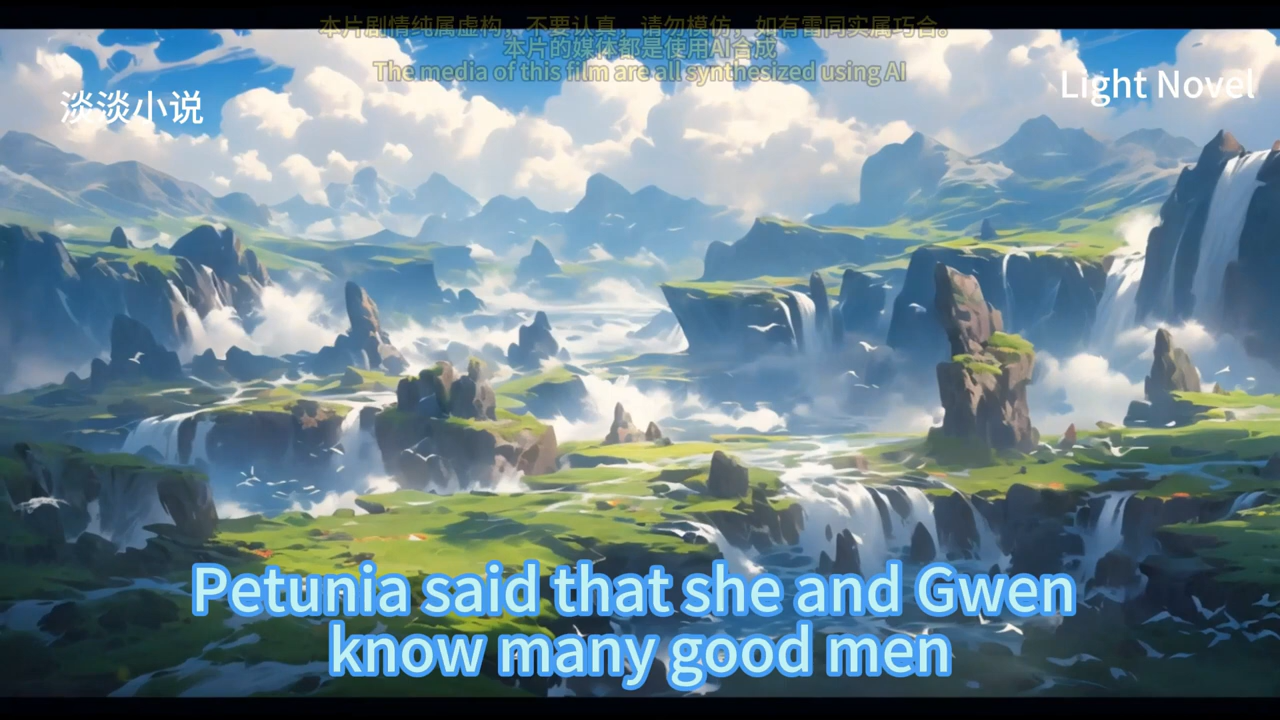 本片剧情纯属虚构，不要认真，请勿模仿，如有雷同实属巧合。
本片的媒体都是使用AI合成
The media of this film are all synthesized using AI
淡淡小说
Light Novel
Petunia said that she and Gwen
know many good men